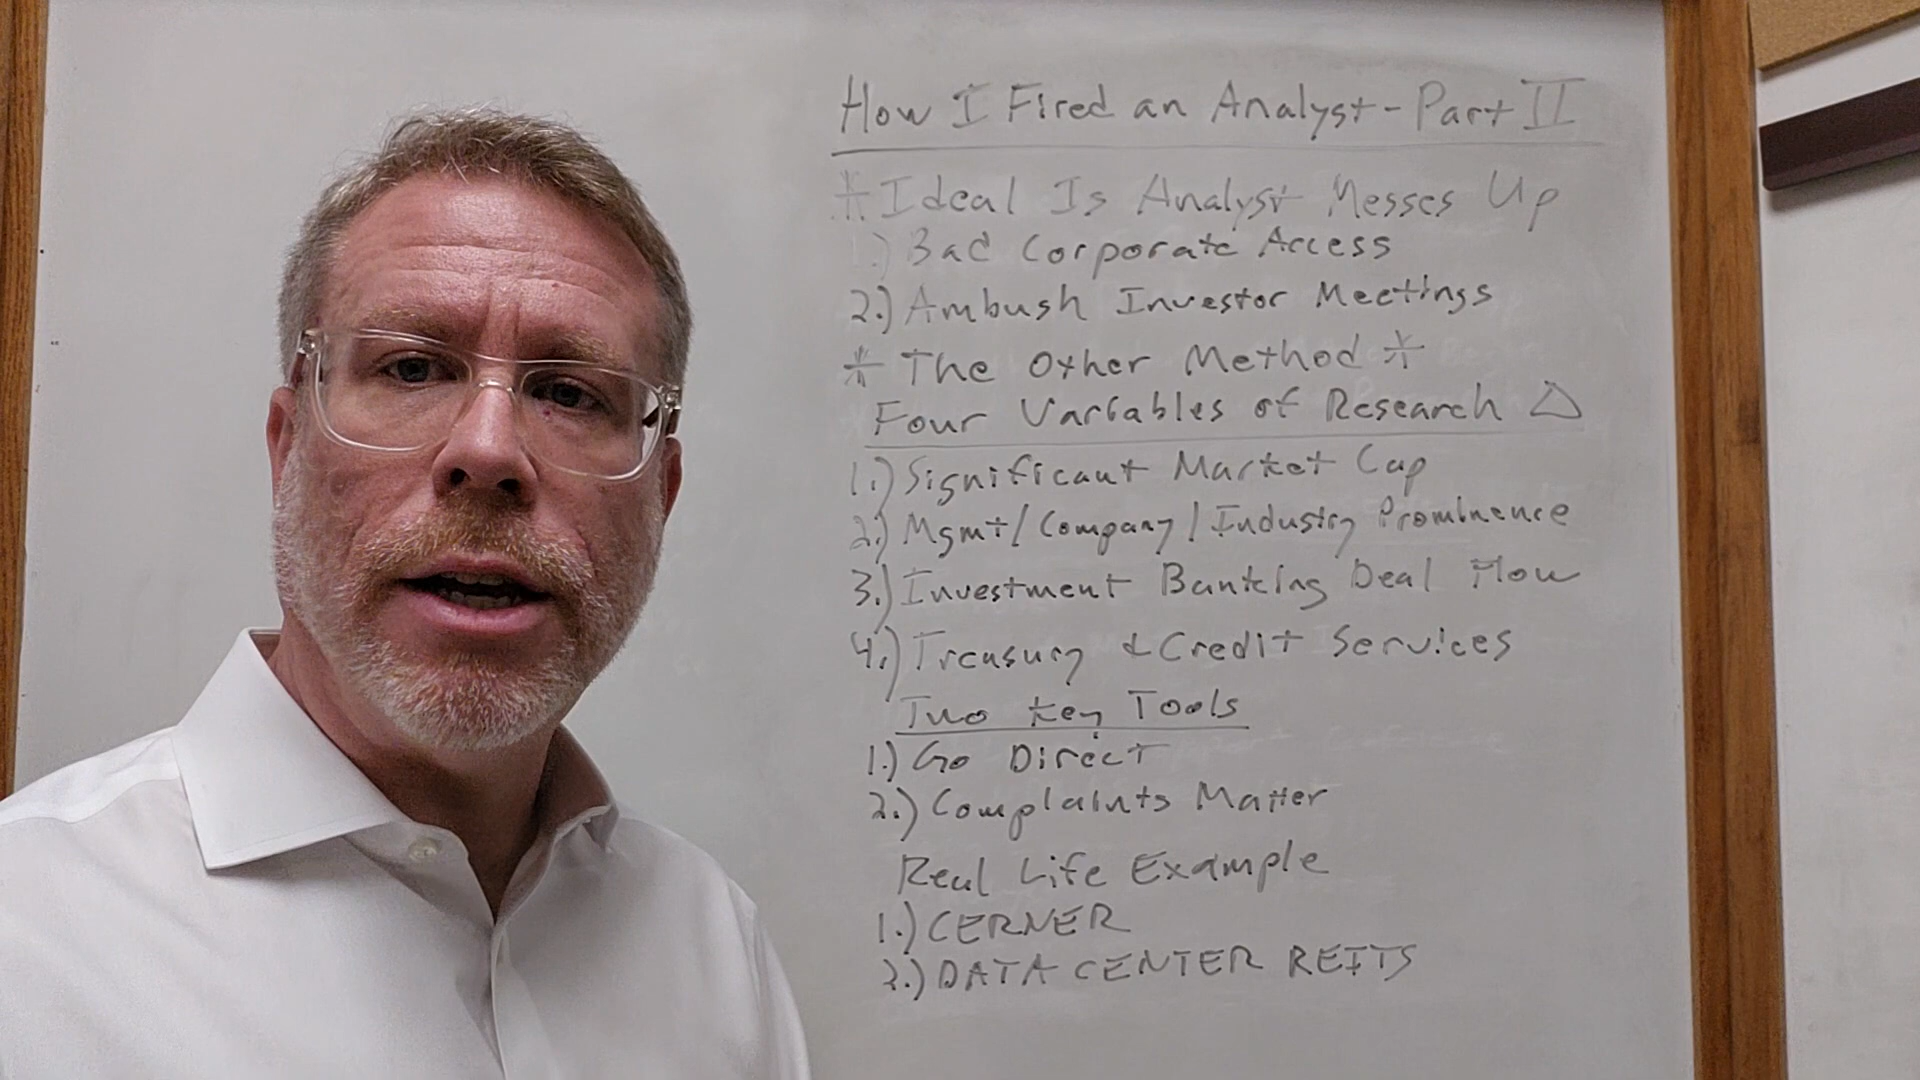 How I Fired an Analyst - Part II
* Ideal Is Analyst Messes Up
1.) Bad Corporate Access
2.) Ambush Investor Meetings
* The Other Method *
Four Variables of Research △
1.) Significant Market Cap
2.) Mgmt / Company / Industry Prominence
3.) Investment Banking Deal Flow
4.) Treasury & Credit Services
Two Key Tools
1.) Go Direct
2.) Complaints Matter
Real Life Example
1.) CERNER
2.) DATA CENTER REITS